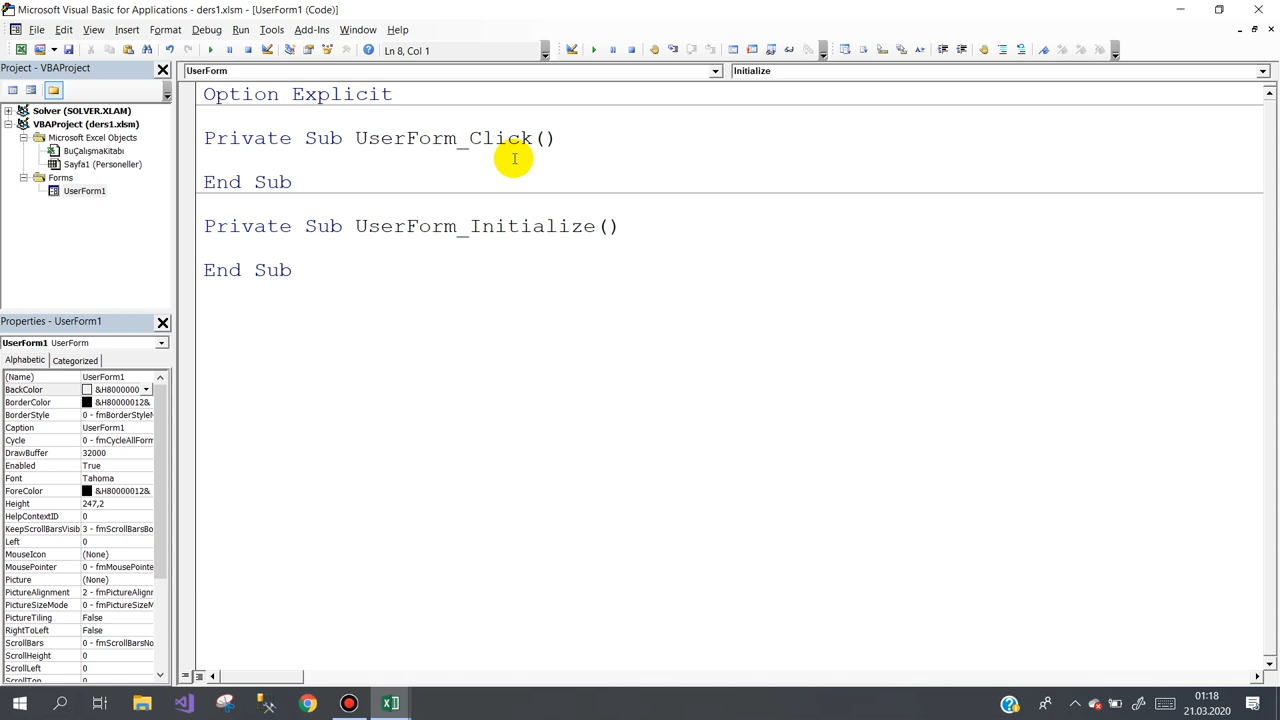 Microsoft Visual Basic for Applications - ders1.xlsm - [UserForm1 (Code)]
File Edit View Insert Format Debug Run Tools Add-Ins Window Help
Ln 8, Col 1
Project - VBAProject
UserForm
Initialize
Solver (SOLVER.XLAM)
VBAProject (ders1.xlsm)
Microsoft Excel Objects
BuÇalışmaKitabı
Sayfa1 (Personeller)
Forms
UserForm1
Option Explicit
Private Sub UserForm_Click()
End Sub
Private Sub UserForm_Initialize()
End Sub
Properties - UserForm1
UserForm1 UserForm
Alphabetic Categorized
(Name) UserForm1
BackColor &H8000000
BorderColor &H80000012&
BorderStyle 0 - fmBorderStyleN
Caption UserForm1
Cycle 0 - fmCycleAllForm
DrawBuffer 32000
Enabled True
Font Tahoma
ForeColor &H80000012&
Height 247,2
HelpContextID 0
KeepScrollBarsVisib 3 - fmScrollBarsBo
Left 0
MouseIcon (None)
MousePointer 0 - fmMousePointe
Picture (None)
PictureAlignment 2 - fmPictureAlignm
PictureSizeMode 0 - fmPictureSizeM
PictureTiling False
RightToLeft False
ScrollBars 0 - fmScrollBarsNo
ScrollHeight 0
ScrollLeft 0
ScrollTop 0
01:18
21.03.2020